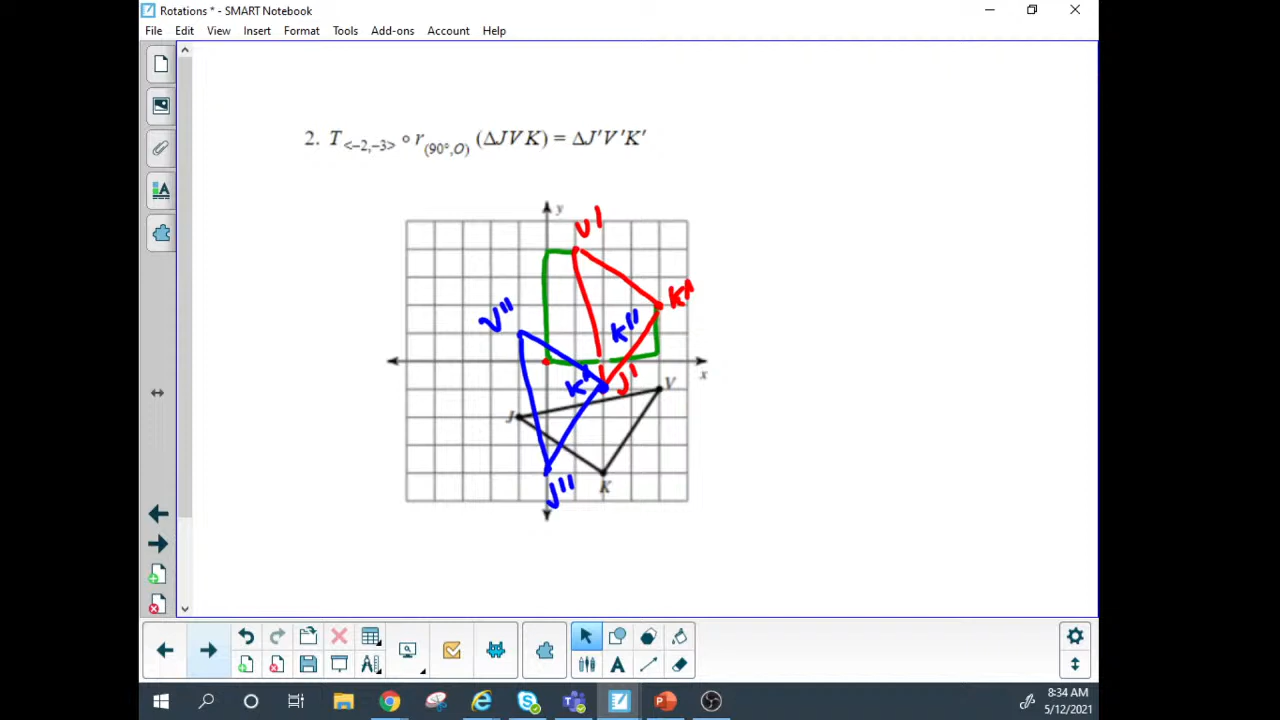 Rotations * - SMART Notebook
File Edit View Insert Format Tools Add-ons Account Help
2. T<-2,-3> ∘ r(90°,O) (ΔJVK) = ΔJ'V'K'
y
V'
K'
V''
K''
x
K'
J'
V
J
J''
K
A
8:34 AM
5/12/2021